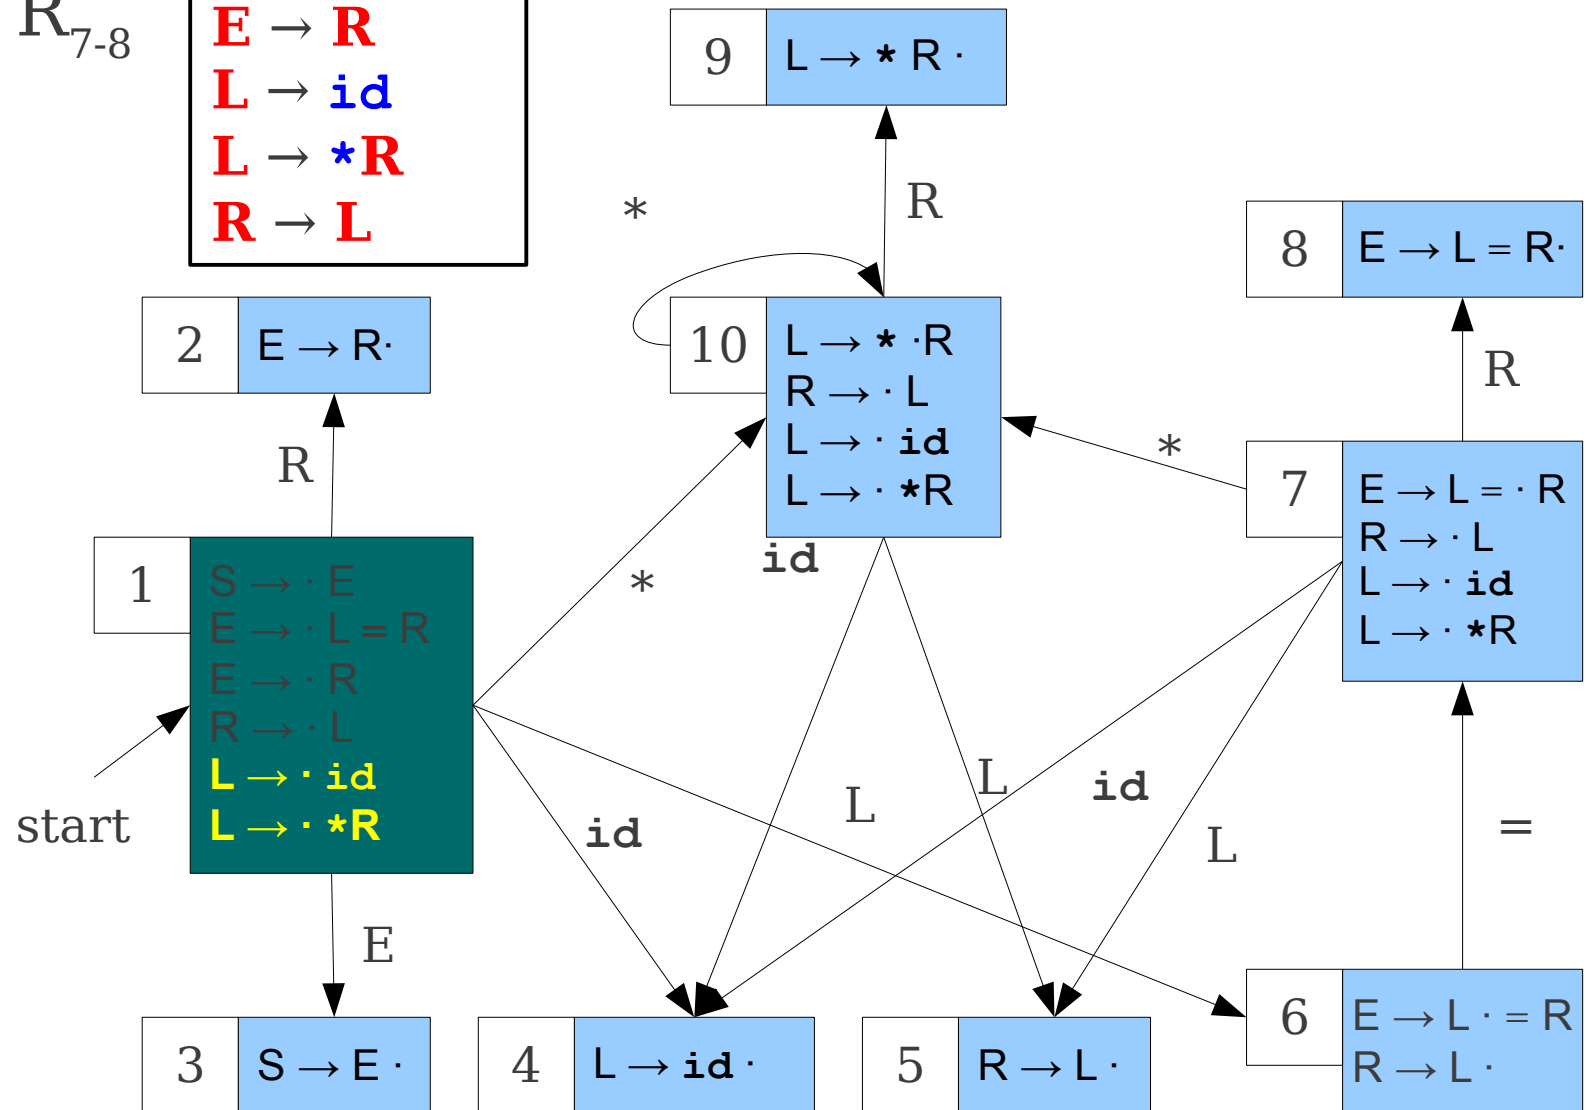 R7-8
E → R
L → id
L → *R
R → L
9
L → * R ·
*
R
8
E → L = R·
2
E → R·
10
L → * ·R
R → · L
L → · id
L → · *R
R
R
*
7
E → L = · R
R → · L
L → · id
L → · *R
1
S → · E
E → · L = R
E → · R
R → · L
L → · id
L → · *R
id
*
start
id
L
L
id
L
=
E
3
S → E ·
4
L → id ·
5
R → L ·
6
E → L · = R
R → L ·